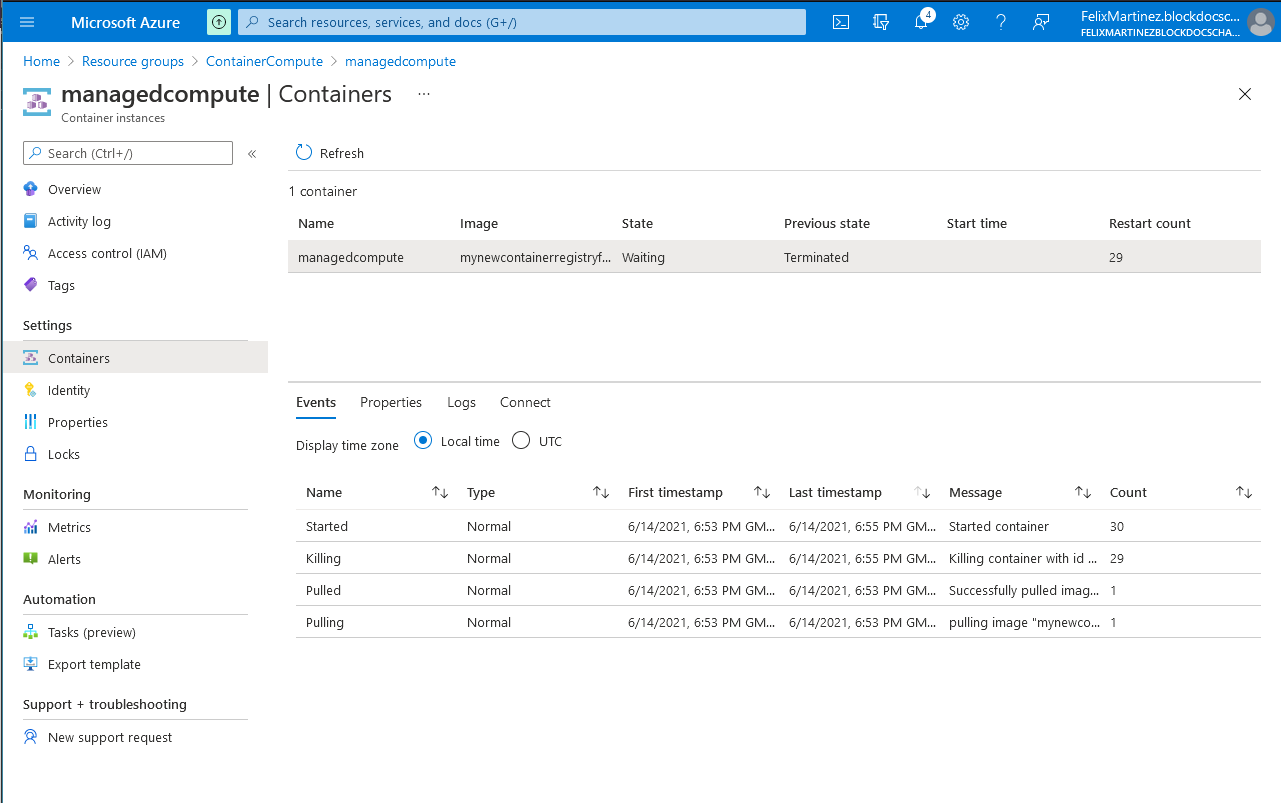 Microsoft Azure
Search resources, services, and docs (G+/)
4
FelixMartinez.blockdocsc...
FELIXMARTINEZBLOCKDOCSCHA...
Home > Resource groups > ContainerCompute > managedcompute
managedcompute | Containers ...
Container instances
Search (Ctrl+/)
«
Overview
Activity log
Access control (IAM)
Tags
Settings
Containers
Identity
Properties
Locks
Monitoring
Metrics
Alerts
Automation
Tasks (preview)
Export template
Support + troubleshooting
New support request
Refresh
1 container
Name Image State Previous state Start time Restart count
managedcompute mynewcontainerregistryf... Waiting Terminated 29
Events Properties Logs Connect
Display time zone Local time UTC
Name Type First timestamp Last timestamp Message Count
Started Normal 6/14/2021, 6:53 PM GM... 6/14/2021, 6:55 PM GM... Started container 30
Killing Normal 6/14/2021, 6:53 PM GM... 6/14/2021, 6:55 PM GM... Killing container with id ... 29
Pulled Normal 6/14/2021, 6:53 PM GM... 6/14/2021, 6:53 PM GM... Successfully pulled imag... 1
Pulling Normal 6/14/2021, 6:53 PM GM... 6/14/2021, 6:53 PM GM... pulling image "mynewco... 1